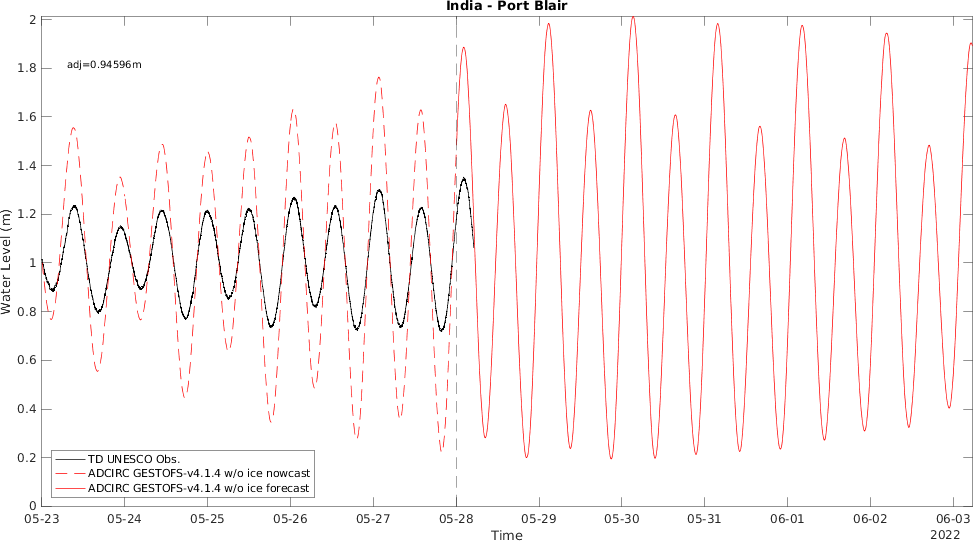 India - Port Blair
2
1.8
1.6
1.4
1.2
1
0.8
0.6
0.4
0.2
0
Water Level (m)
adj=0.94596m
TD UNESCO Obs.
ADCIRC GESTOFS-v4.1.4 w/o ice nowcast
ADCIRC GESTOFS-v4.1.4 w/o ice forecast
05-23 05-24 05-25 05-26 05-27 05-28 05-29 05-30 05-31 06-01 06-02 06-03
Time
2022